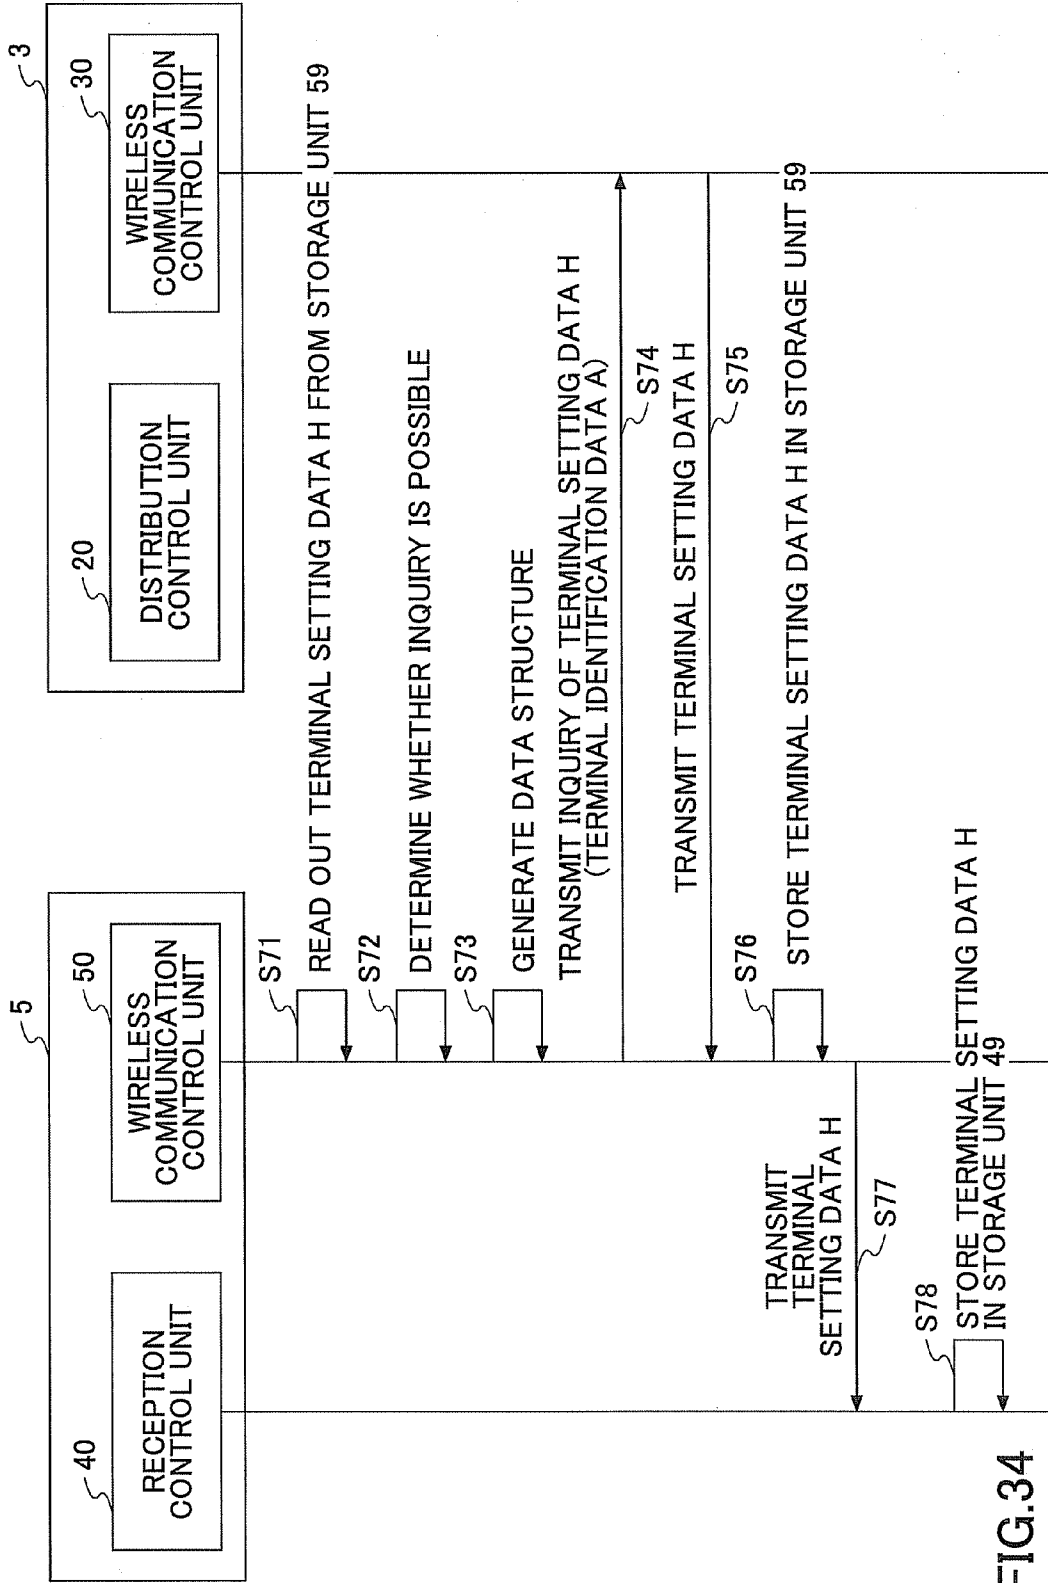 5
3
40
50
20
30
RECEPTION
CONTROL UNIT
WIRELESS
COMMUNICATION
CONTROL UNIT
DISTRIBUTION
CONTROL UNIT
WIRELESS
COMMUNICATION
CONTROL UNIT
S71
READ OUT TERMINAL SETTING DATA H FROM STORAGE UNIT 59
S72
DETERMINE WHETHER INQUIRY IS POSSIBLE
S73
GENERATE DATA STRUCTURE
TRANSMIT INQUIRY OF TERMINAL SETTING DATA H
(TERMINAL IDENTIFICATION DATA A)
S74
TRANSMIT TERMINAL SETTING DATA H
S75
S76
STORE TERMINAL SETTING DATA H IN STORAGE UNIT 59
TRANSMIT
TERMINAL
SETTING DATA H
S77
S78
STORE TERMINAL SETTING DATA H
IN STORAGE UNIT 49
FIG.34